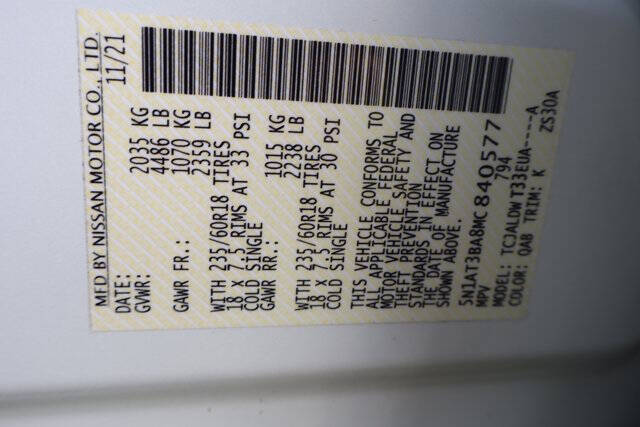 MFD BY NISSAN MOTOR CO., LTD.
DATE: 11/21
GVWR: 2035 KG
4486 LB
GAWR FR.: 1070 KG
2359 LB
WITH 235/60R18 TIRES
18 X 7.5 RIMS AT 33 PSI
COLD SINGLE
GAWR RR.: 1015 KG
2238 LB
WITH 235/60R18 TIRES
18 X 7.5 RIMS AT 30 PSI
COLD SINGLE
THIS VEHICLE CONFORMS TO
ALL APPLICABLE FEDERAL
MOTOR VEHICLE SAFETY AND
THEFT PREVENTION
STANDARDS IN EFFECT ON
THE DATE OF MANUFACTURE
SHOWN ABOVE.
5N1AT3BA8MC840577
MPV 794
MODEL: TCJALDWT33EUA----A
COLOR: QAB TRIM: K ZS30A